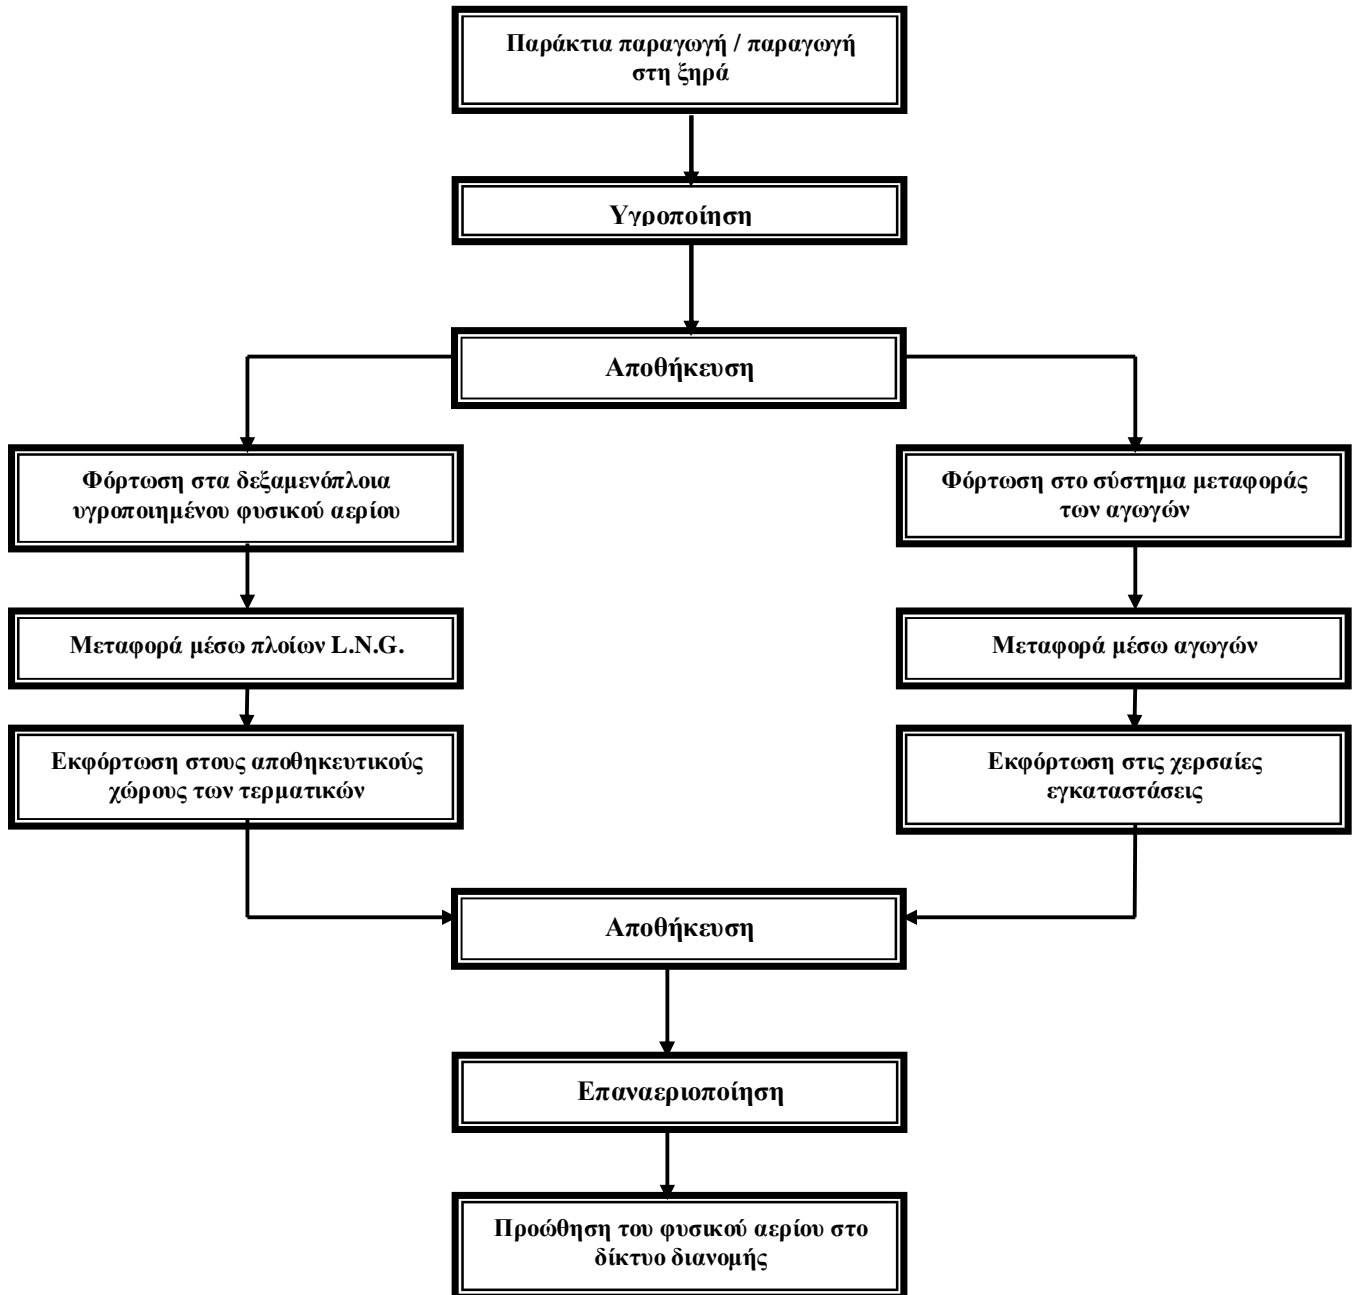 Παράκτια παραγωγή / παραγωγή
στη ξηρά
Υγροποίηση
Αποθήκευση
Φόρτωση στα δεξαμενόπλοια
υγροποιημένου φυσικού αερίου
Φόρτωση στο σύστημα μεταφοράς
των αγωγών
Μεταφορά μέσω πλοίων L.N.G.
Μεταφορά μέσω αγωγών
Εκφόρτωση στους αποθηκευτικούς
χώρους των τερματικών
Εκφόρτωση στις χερσαίες
εγκαταστάσεις
Αποθήκευση
Επαναεριοποίηση
Προώθηση του φυσικού αερίου στο
δίκτυο διανομής